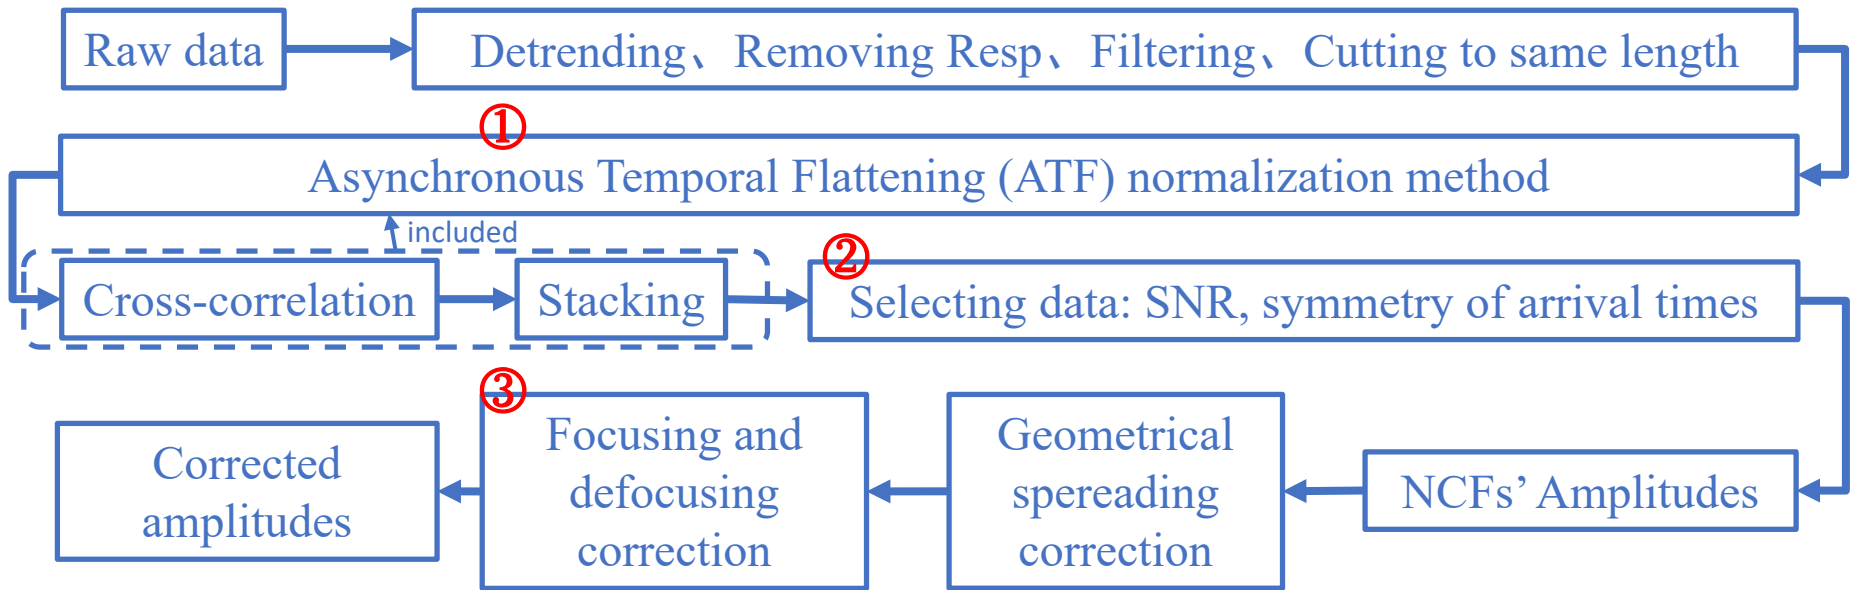 Raw data
Detrending、Removing Resp、Filtering、Cutting to same length
①
Asynchronous Temporal Flattening (ATF) normalization method
included
Cross-correlation
Stacking
②
Selecting data: SNR, symmetry of arrival times
③
Corrected
amplitudes
Focusing and
defocusing
correction
Geometrical
spereading
correction
NCFs’ Amplitudes